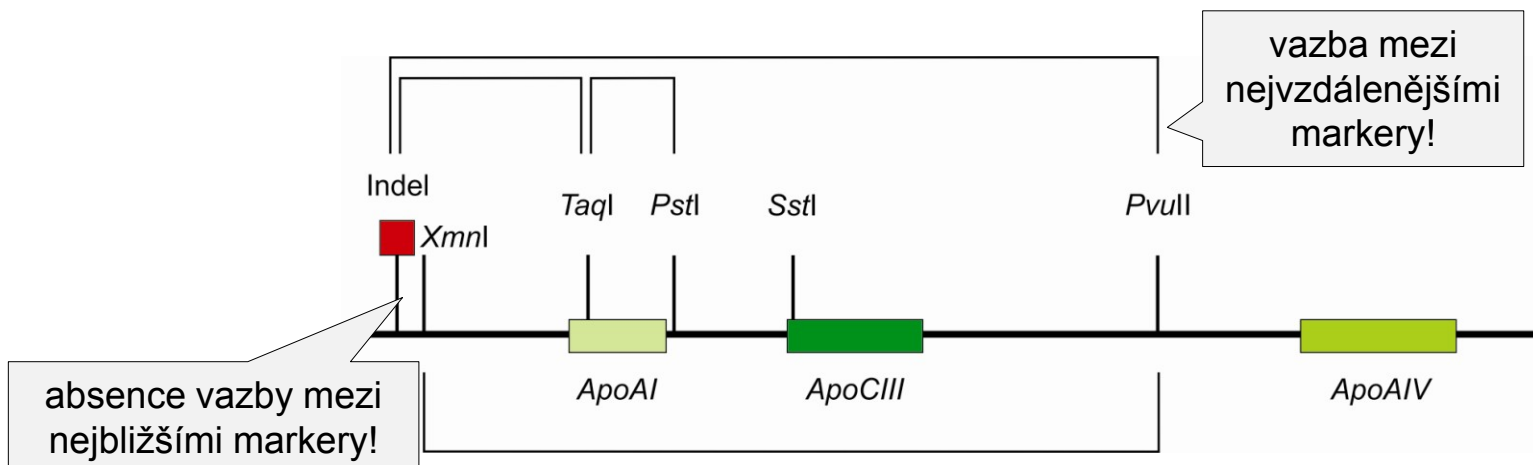 vazba mezi
nejvzdálenějšími
markery!
Indel
XmnI
TaqI
PstI
SstI
PvuII
absence vazby mezi
nejbližšími markery!
ApoAI
ApoCIII
ApoAIV